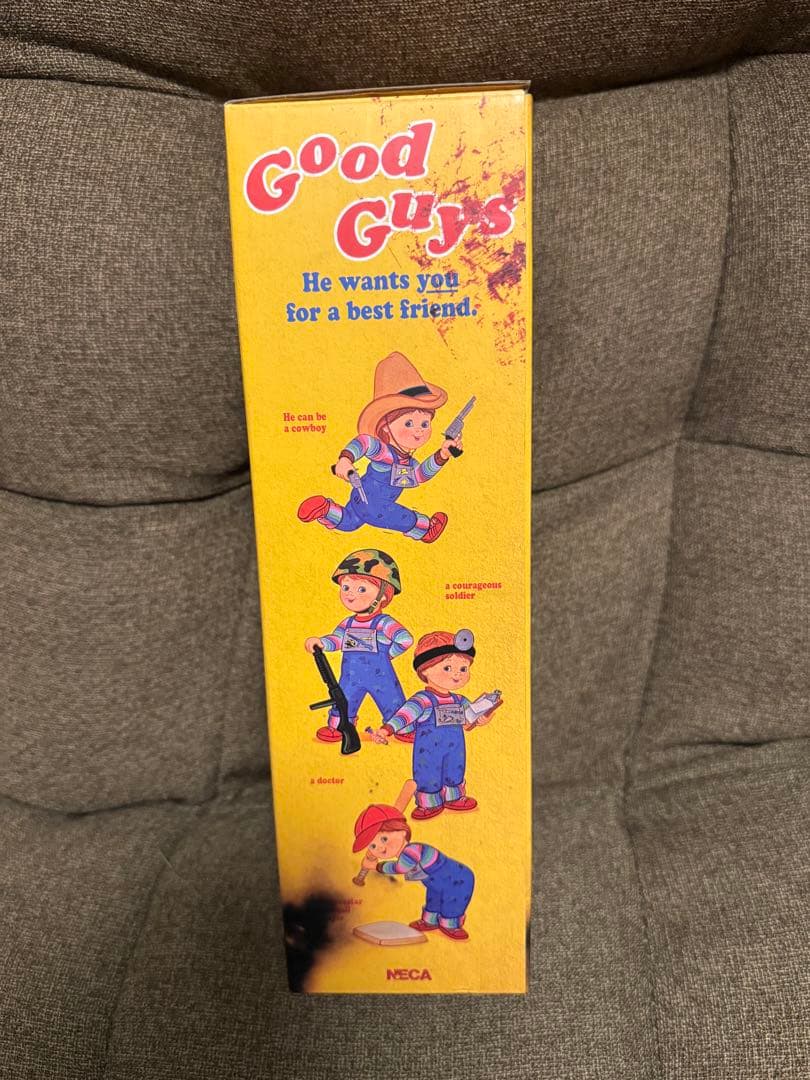 Good
Guys
He wants you
for a best friend.
He can be
a cowboy
a courageous
soldier
a doctor
NECA